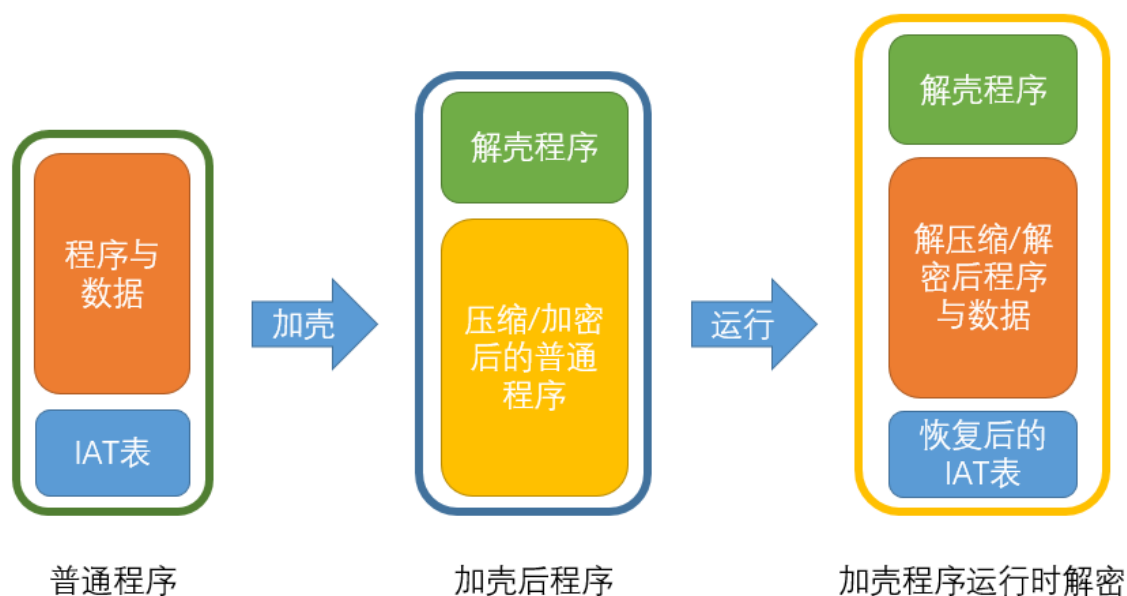 程序与
数据
IAT表
普通程序
加壳
解壳程序
压缩/加密
后的普通
程序
加壳后程序
运行
解壳程序
解压缩/解
密后程序
与数据
恢复后的
IAT表
加壳程序运行时解密